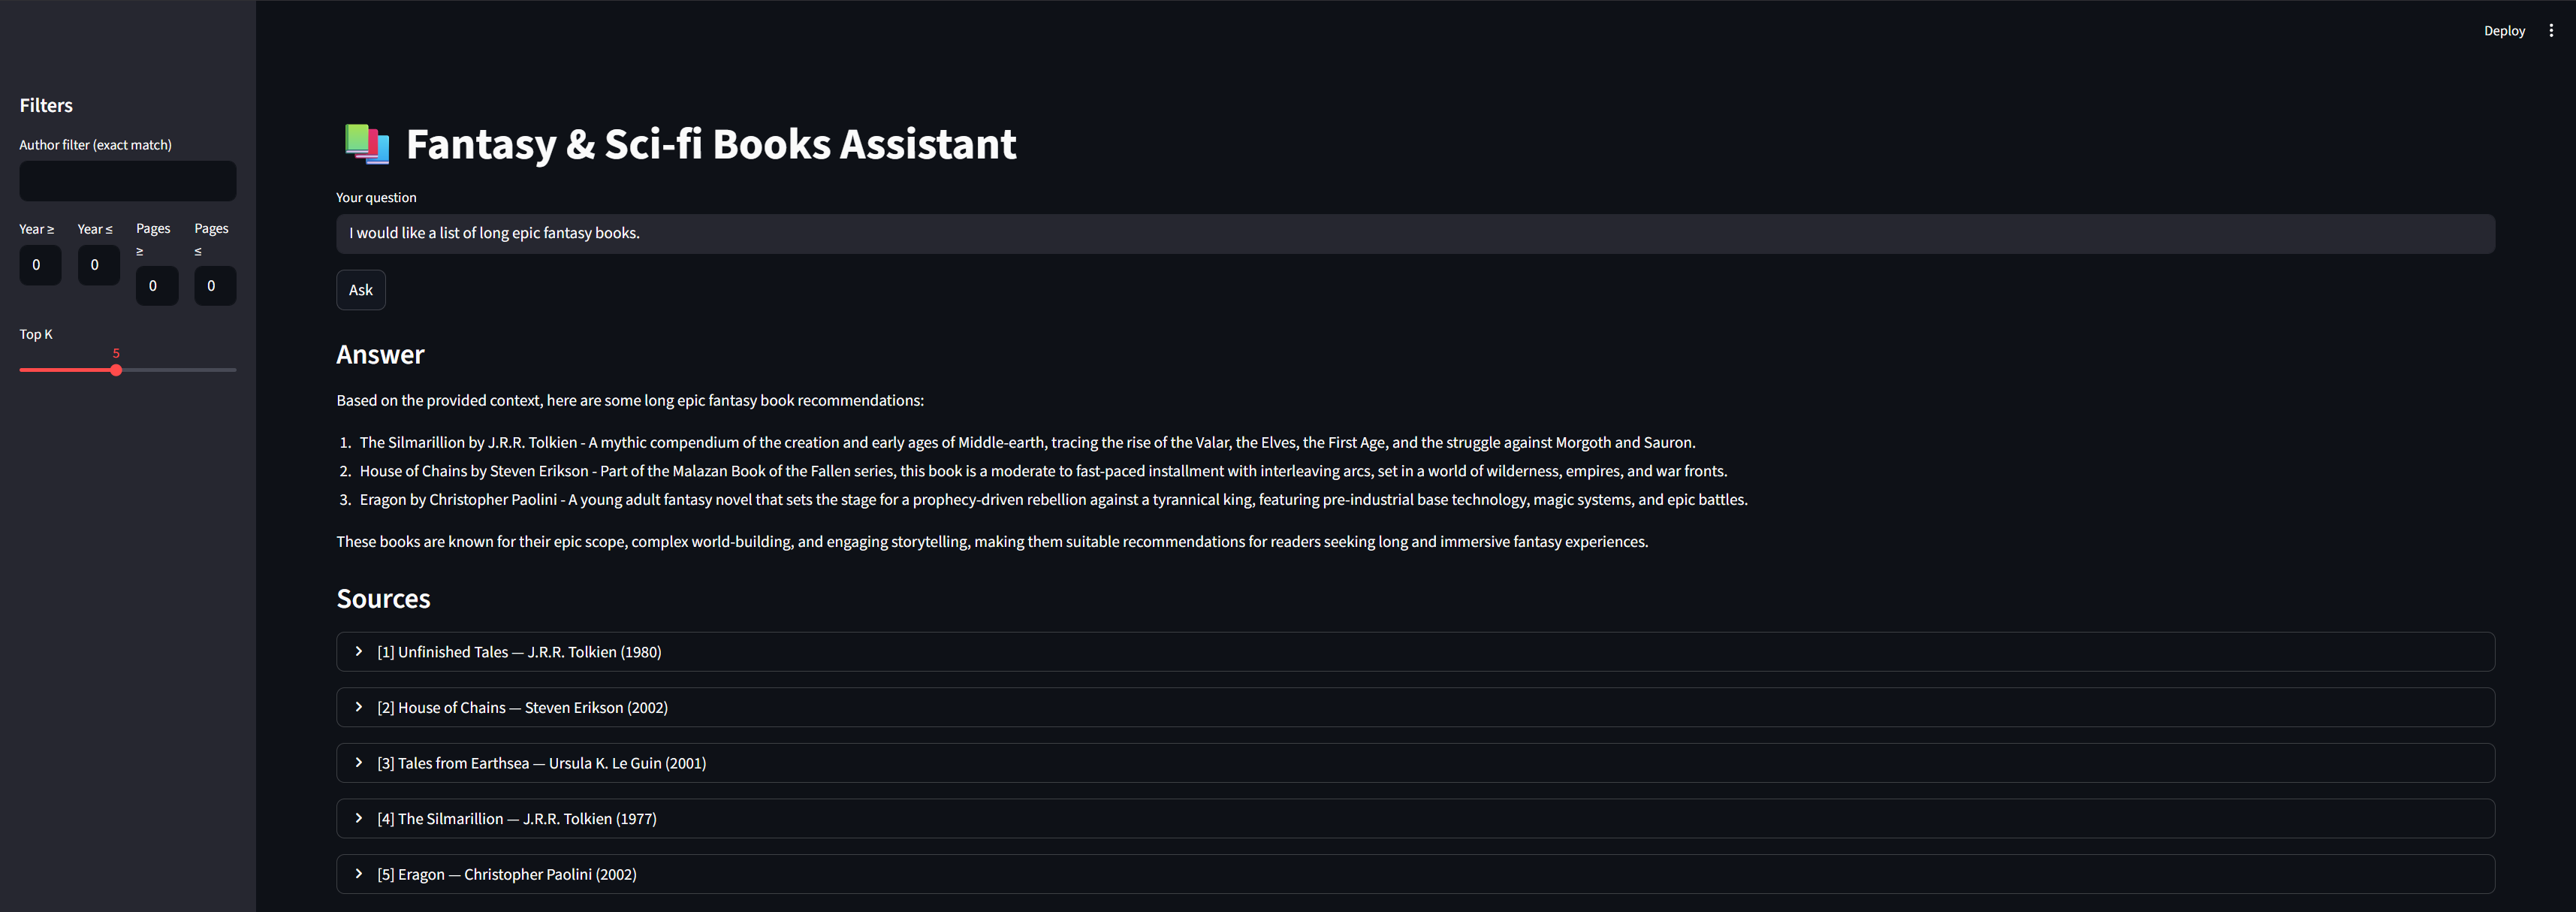 Deploy
Filters
Author filter (exact match)
Year ≥ Year ≤ Pages ≥ Pages ≤
0 0 0 0
Top K
5
Fantasy & Sci-fi Books Assistant
Your question
I would like a list of long epic fantasy books.
Ask
Answer
Based on the provided context, here are some long epic fantasy book recommendations:
1. The Silmarillion by J.R.R. Tolkien - A mythic compendium of the creation and early ages of Middle-earth, tracing the rise of the Valar, the Elves, the First Age, and the struggle against Morgoth and Sauron.
2. House of Chains by Steven Erikson - Part of the Malazan Book of the Fallen series, this book is a moderate to fast-paced installment with interleaving arcs, set in a world of wilderness, empires, and war fronts.
3. Eragon by Christopher Paolini - A young adult fantasy novel that sets the stage for a prophecy-driven rebellion against a tyrannical king, featuring pre-industrial base technology, magic systems, and epic battles.
These books are known for their epic scope, complex world-building, and engaging storytelling, making them suitable recommendations for readers seeking long and immersive fantasy experiences.
Sources
[1] Unfinished Tales — J.R.R. Tolkien (1980)
[2] House of Chains — Steven Erikson (2002)
[3] Tales from Earthsea — Ursula K. Le Guin (2001)
[4] The Silmarillion — J.R.R. Tolkien (1977)
[5] Eragon — Christopher Paolini (2002)